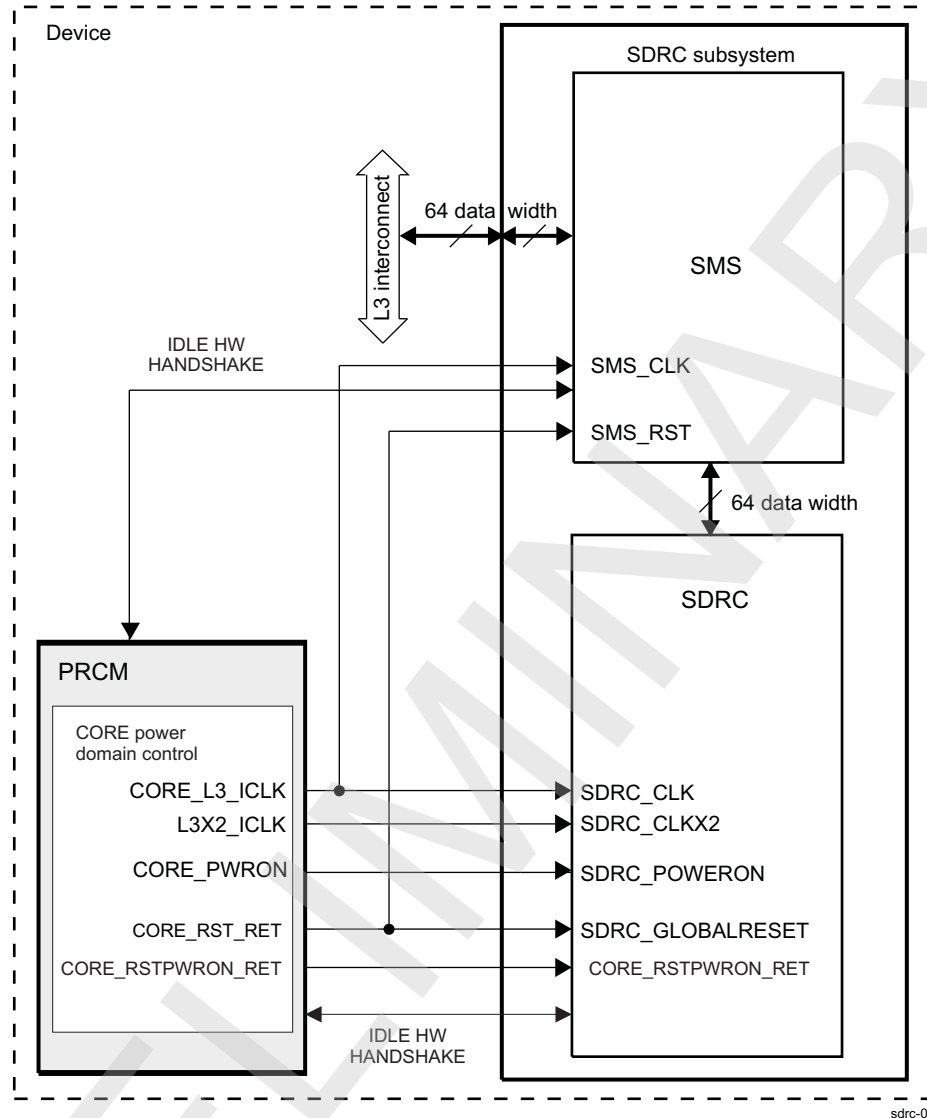 Device
SDRC subsystem
L3 interconnect
64 data width
SMS
IDLE HW
HANDSHAKE
SMS_CLK
SMS_RST
64 data width
SDRC
PRCM
CORE power
domain control
CORE_L3_ICLK
SDRC_CLK
L3X2_ICLK
SDRC_CLKX2
CORE_PWRON
SDRC_POWERON
CORE_RST_RET
SDRC_GLOBALRESET
CORE_RSTPWRON_RET
CORE_RSTPWRON_RET
IDLE HW
HANDSHAKE
sdrc-0
ELIMINARY